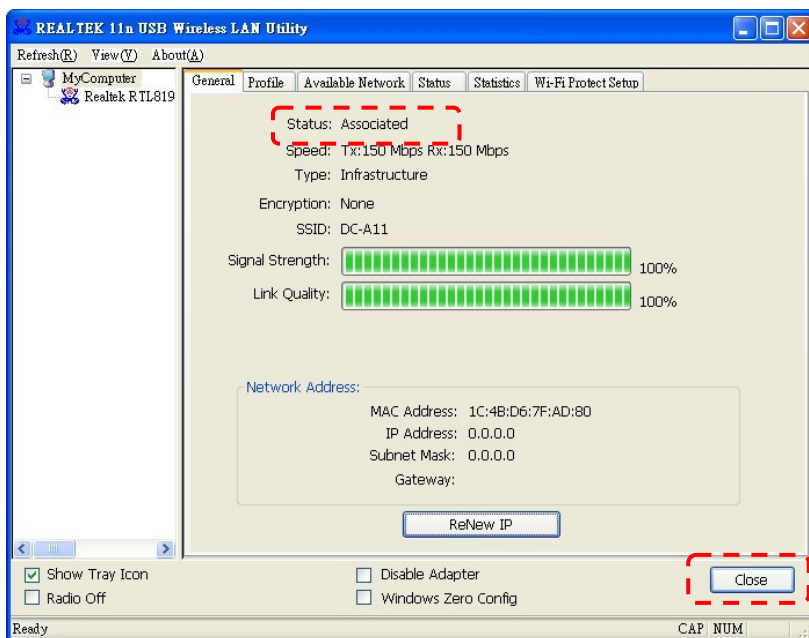 REALTEK 11n USB Wireless LAN Utility
Refresh(R) View(V) About(A)
MyComputer
Realtek RTL819
General Profile Available Network Status Statistics Wi-Fi Protect Setup
Status: Associated
Speed: Tx:150 Mbps Rx:150 Mbps
Type: Infrastructure
Encryption: None
SSID: DC-A11
Signal Strength: 100%
Link Quality: 100%
Network Address:
MAC Address: 1C:4B:D6:7F:AD:80
IP Address: 0.0.0.0
Subnet Mask: 0.0.0.0
Gateway:
ReNew IP
Show Tray Icon Disable Adapter
Close
Radio Off Windows Zero Config
Ready CAP NUM